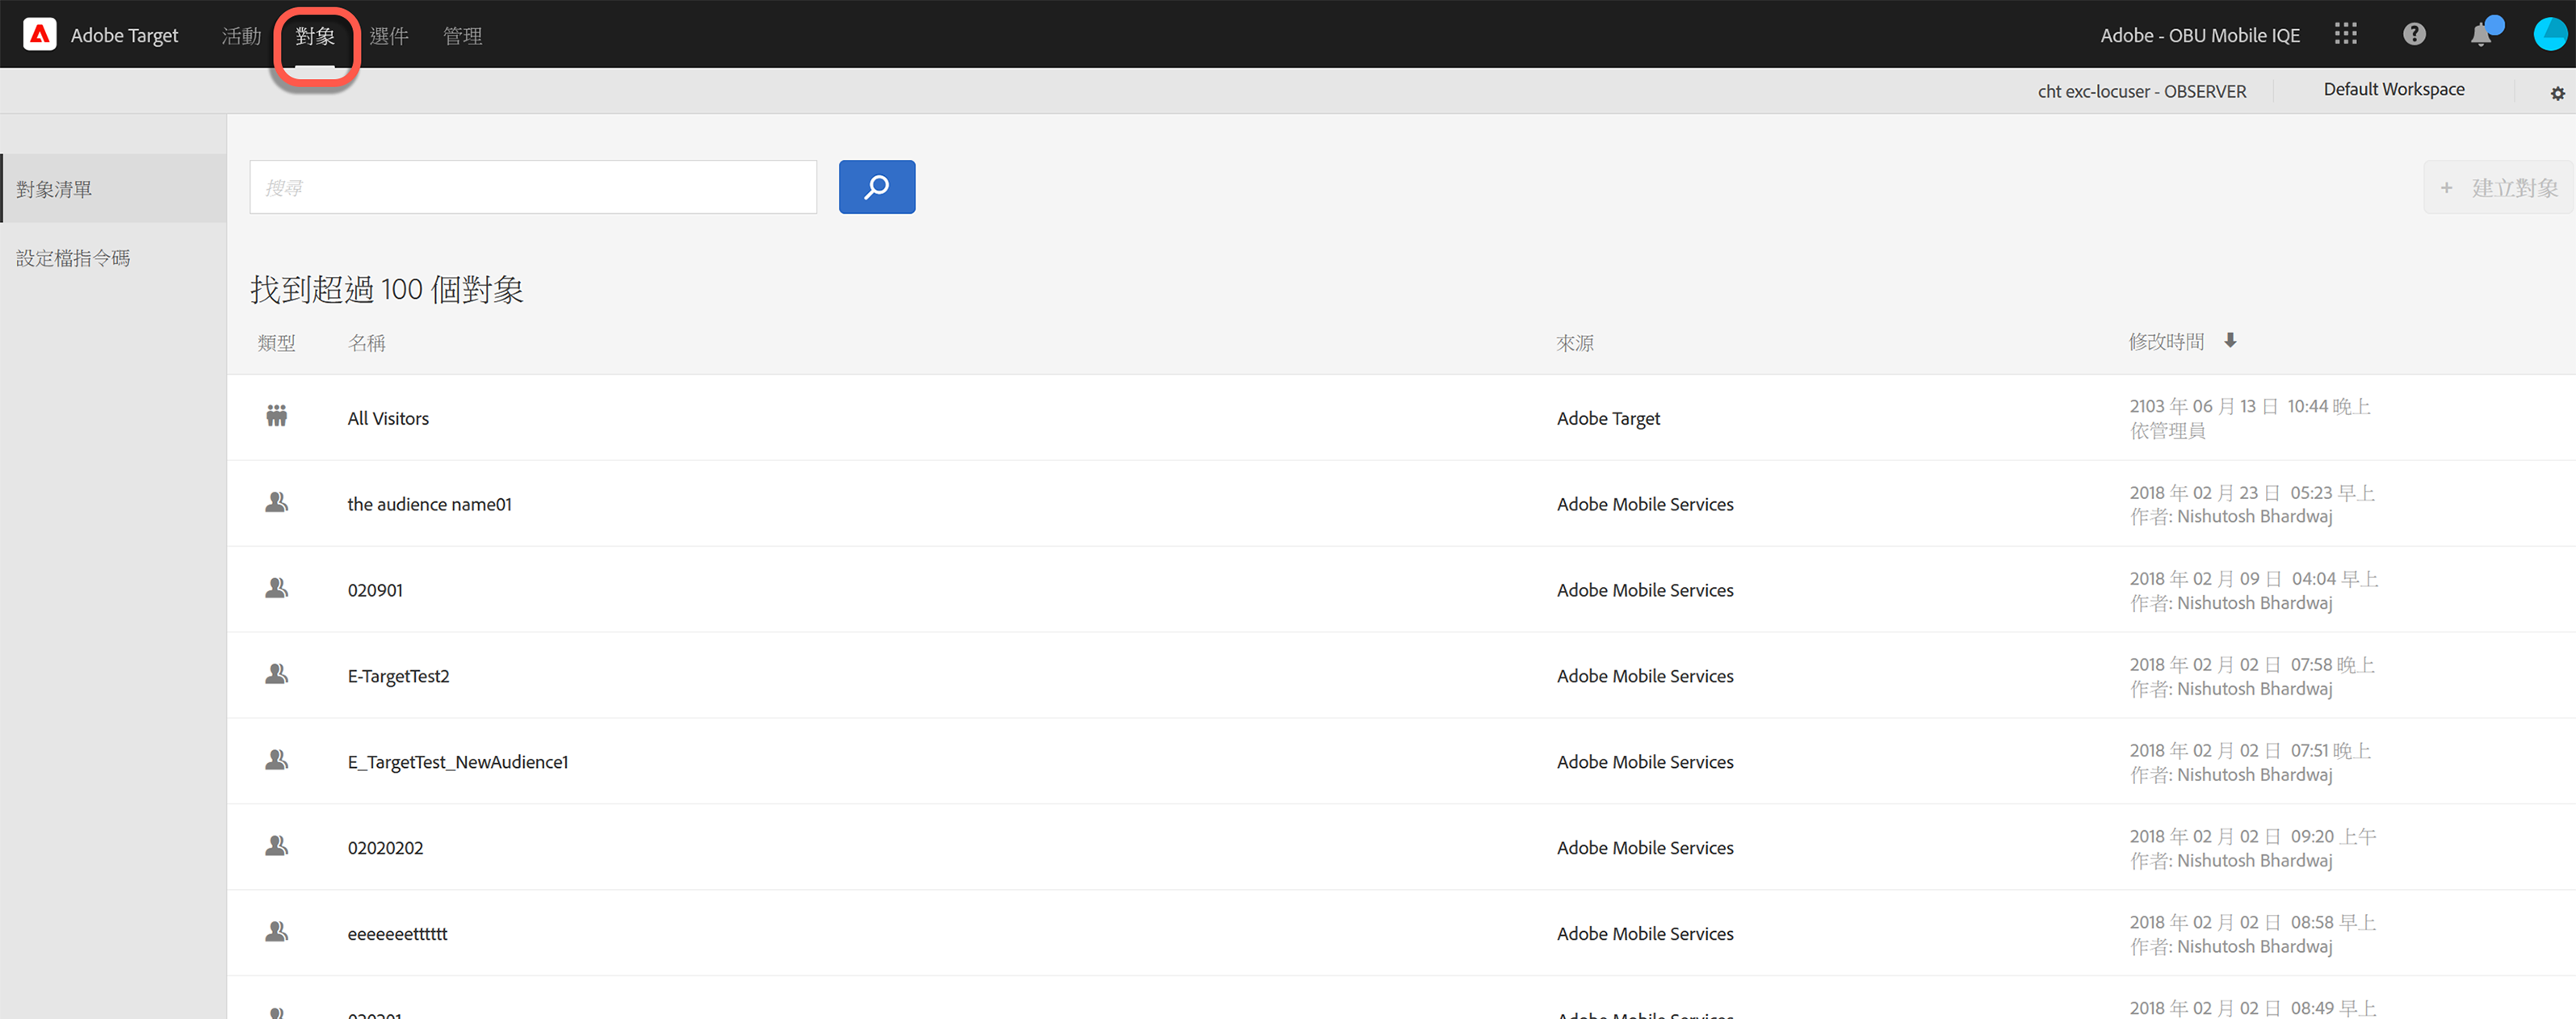 Adobe Target 活動 對象 選件 管理 Adobe - OBU Mobile IQE
cht exc-locuser - OBSERVER Default Workspace
對象清單
設定檔指令碼
搜尋
+ 建立對象
找到超過 100 個對象
類型 名稱 來源 修改時間
All Visitors Adobe Target 2103 年 06 月 13 日 10:44 晚上
依管理員
the audience name01 Adobe Mobile Services 2018 年 02 月 23 日 05:23 早上
作者: Nishutosh Bhardwaj
020901 Adobe Mobile Services 2018 年 02 月 09 日 04:04 早上
作者: Nishutosh Bhardwaj
E-TargetTest2 Adobe Mobile Services 2018 年 02 月 02 日 07:58 晚上
作者: Nishutosh Bhardwaj
E_TargetTest_NewAudience1 Adobe Mobile Services 2018 年 02 月 02 日 07:51 晚上
作者: Nishutosh Bhardwaj
02020202 Adobe Mobile Services 2018 年 02 月 02 日 09:20 上午
作者: Nishutosh Bhardwaj
eeeeeeetttttt Adobe Mobile Services 2018 年 02 月 02 日 08:58 早上
作者: Nishutosh Bhardwaj
020201 Adobe Mobile Services 2018 年 02 月 02 日 08:49 早上